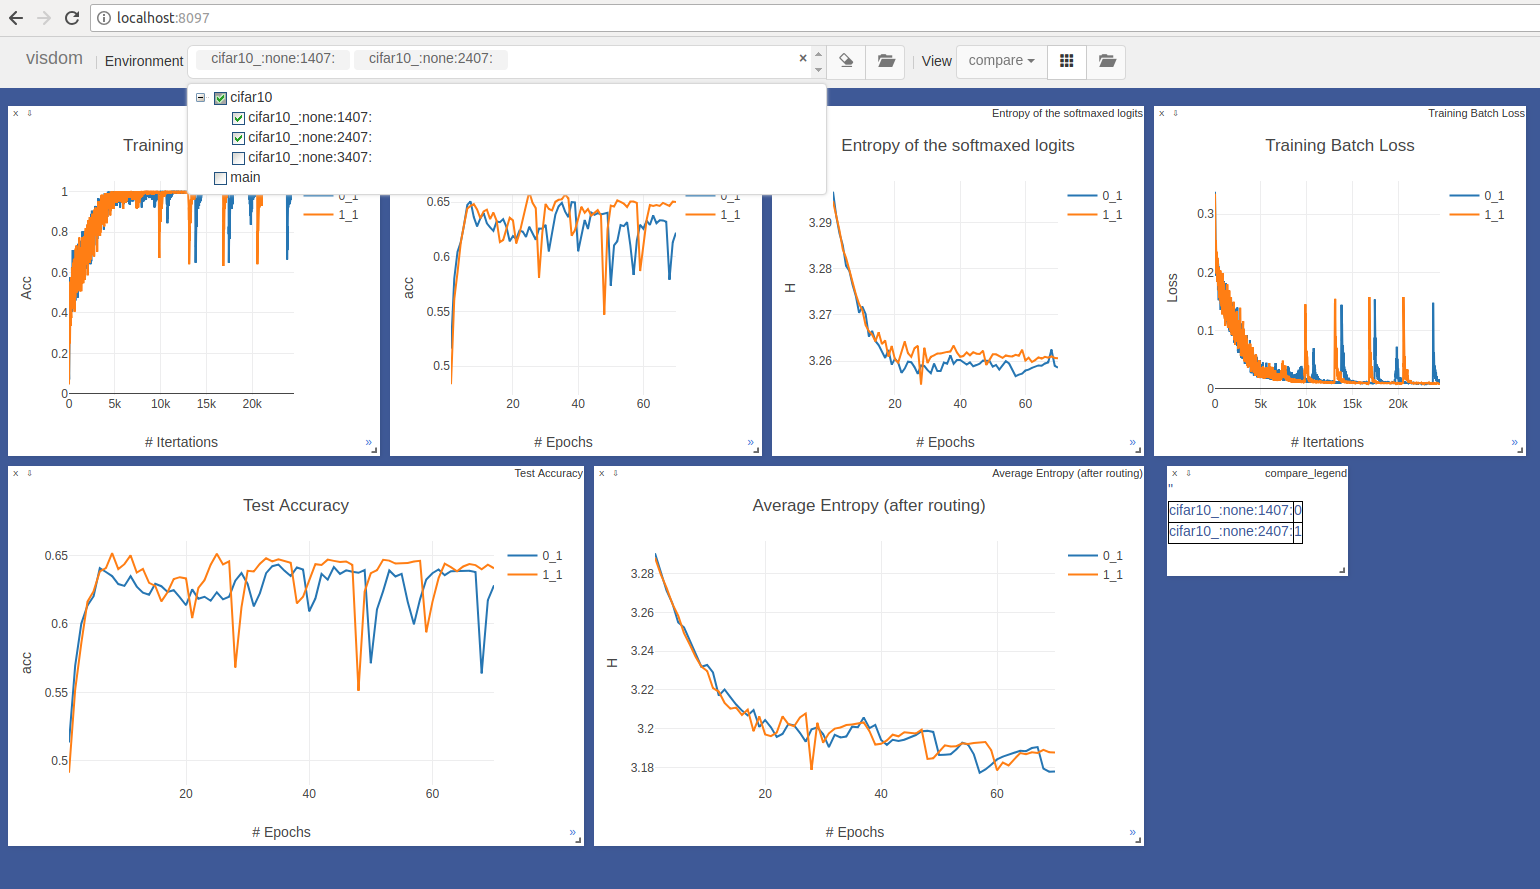 localhost:8097
visdom | Environment cifar10_:none:1407: cifar10_:none:2407: × | View compare
cifar10
cifar10_:none:1407:
cifar10_:none:2407:
cifar10_:none:3407:
main
X
Training
1
0.8
0.6
0.4
0.2
0
Acc
0 5k 10k 15k 20k
# Itertations
0_1
1_1
»
0.65
0.6
0.55
0.5
acc
20 40 60
# Epochs
1_1
»
Entropy of the softmaxed logits
Entropy of the softmaxed logits
3.29
3.28
3.27
3.26
H
20 40 60
# Epochs
0_1
1_1
»
X Training Batch Loss
Training Batch Loss
0.3
0.2
0.1
0
Loss
0 5k 10k 15k 20k
# Itertations
0_1
1_1
»
X Test Accuracy
Test Accuracy
0.65
0.6
0.55
0.5
acc
20 40 60
# Epochs
0_1
1_1
»
X Average Entropy (after routing)
Average Entropy (after routing)
3.28
3.26
3.24
3.22
3.2
3.18
H
20 40 60
# Epochs
0_1
1_1
»
X compare_legend
"
cifar10_:none:1407: 0
cifar10_:none:2407: 1